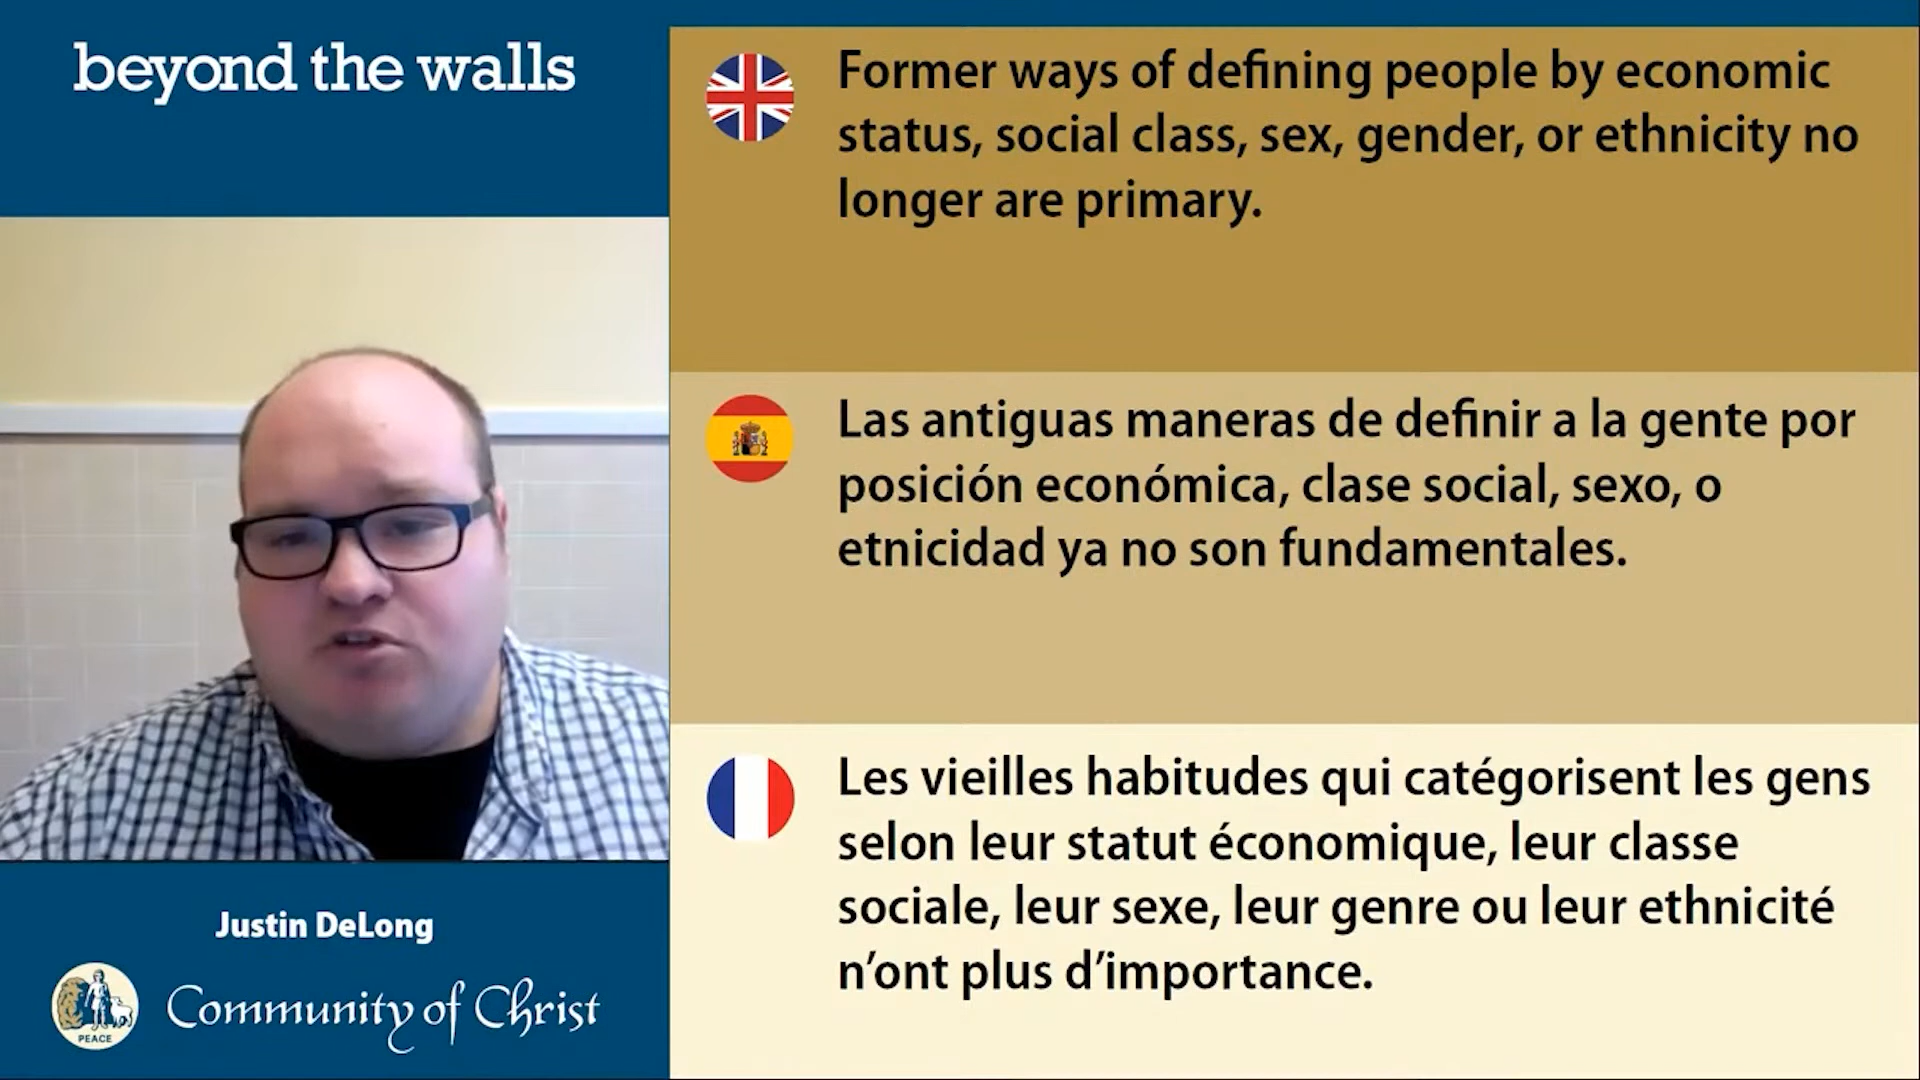 beyond the walls
Former ways of defining people by economic
status, social class, sex, gender, or ethnicity no
longer are primary.
Las antiguas maneras de definir a la gente por
posición económica, clase social, sexo, o
etnicidad ya no son fundamentales.
Les vieilles habitudes qui catégorisent les gens
selon leur statut économique, leur classe
sociale, leur sexe, leur genre ou leur ethnicité
n’ont plus d’importance.
Justin DeLong
PEACE
Community of Christ